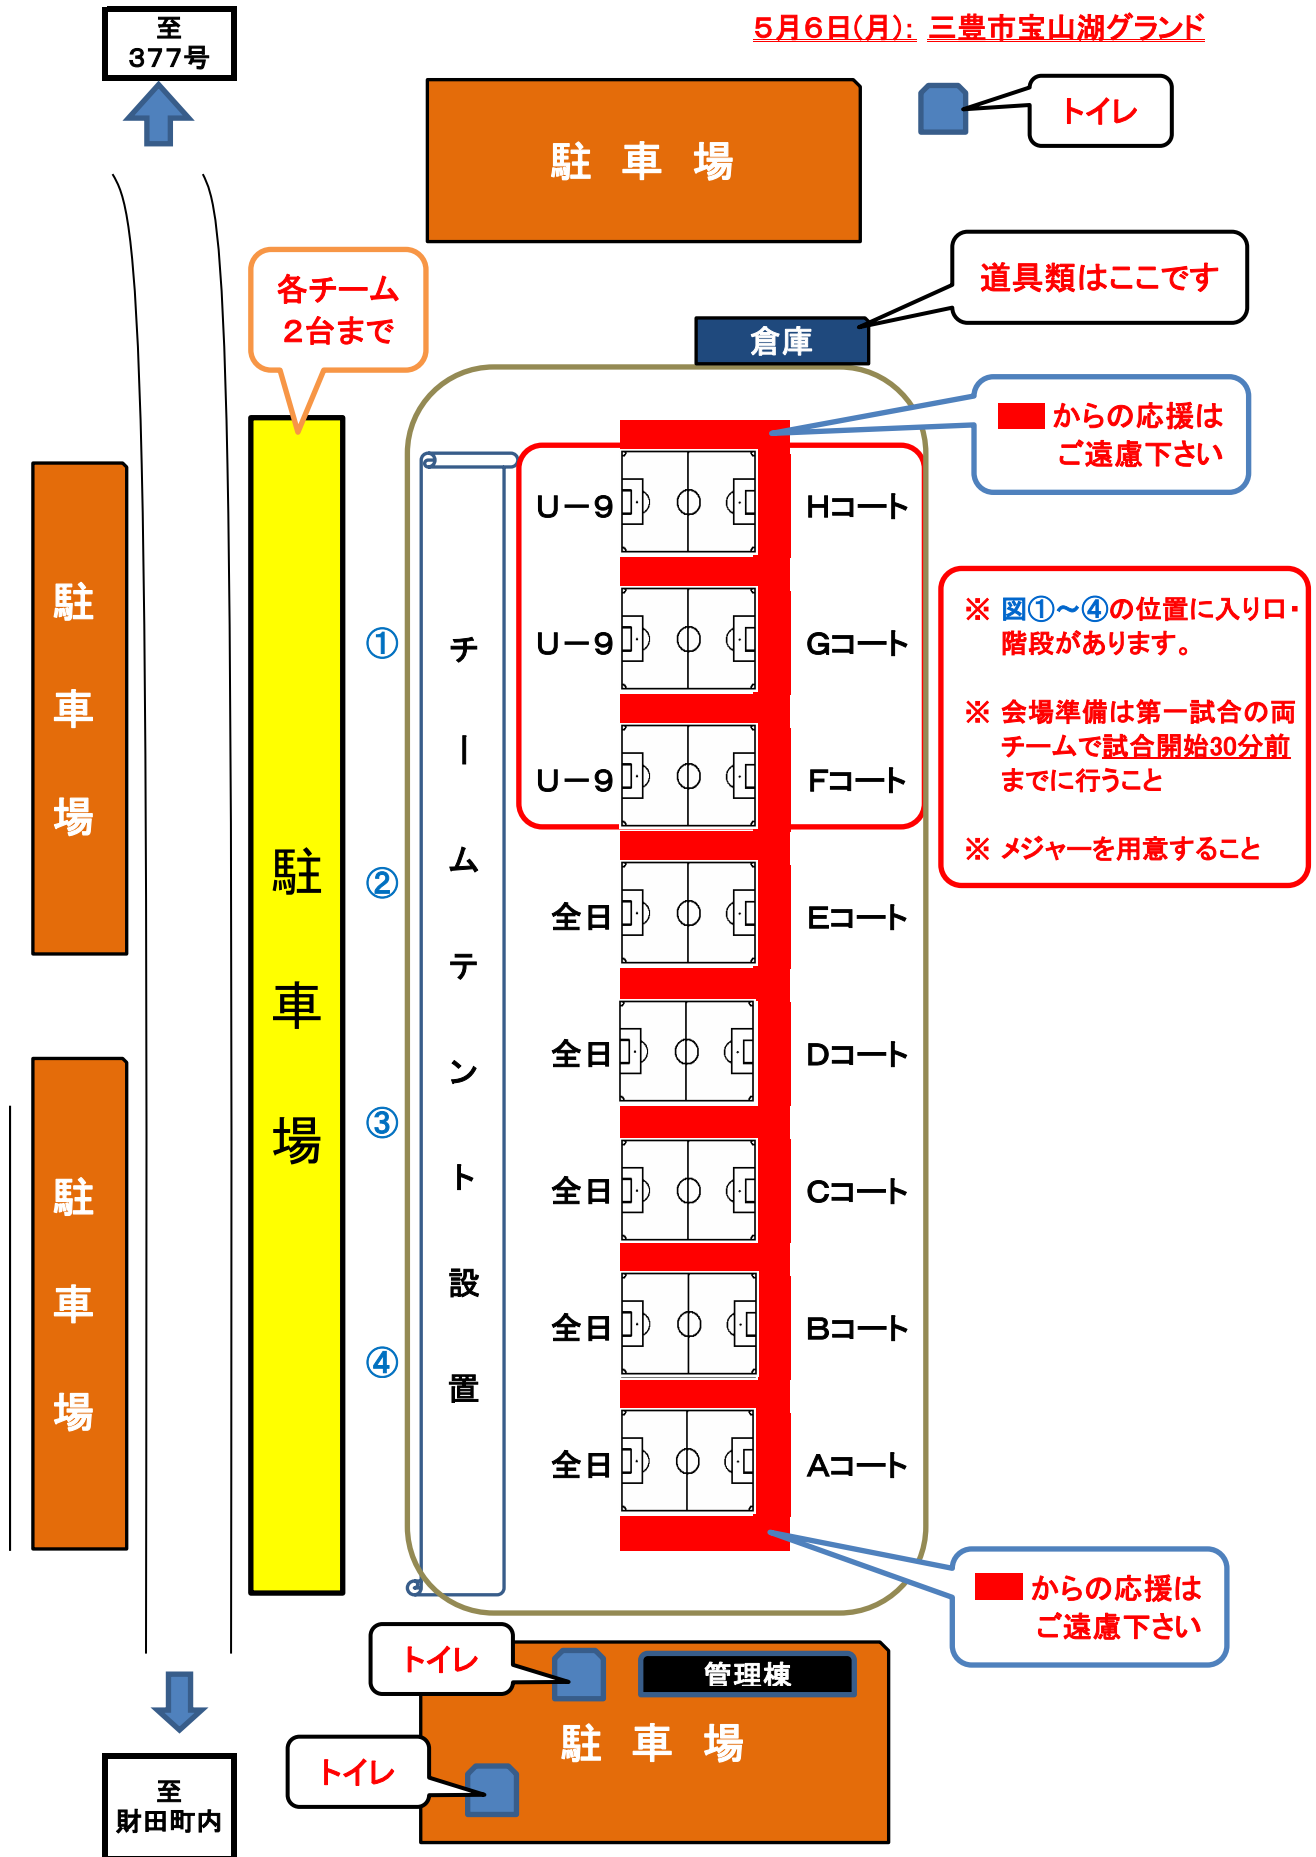 至
377号
5月6日(月): 三豊市宝山湖グランド
トイレ
駐 車 場
道具類はここです
各チーム
2台まで
倉庫
からの応援は
ご遠慮下さい
U-9
Hコート
駐車場
※ 図①～④の位置に入り口・
階段があります。
※ 会場準備は第一試合の両
チームで試合開始30分前
までに行うこと
※ メジャーを用意すること
①
U-9
Gコート
U-9
Fコート
チームテント設置
駐車場
②
全日
Eコート
全日
Dコート
③
駐車場
全日
Cコート
全日
Bコート
④
全日
Aコート
からの応援は
ご遠慮下さい
トイレ
管理棟
駐 車 場
トイレ
至
財田町内